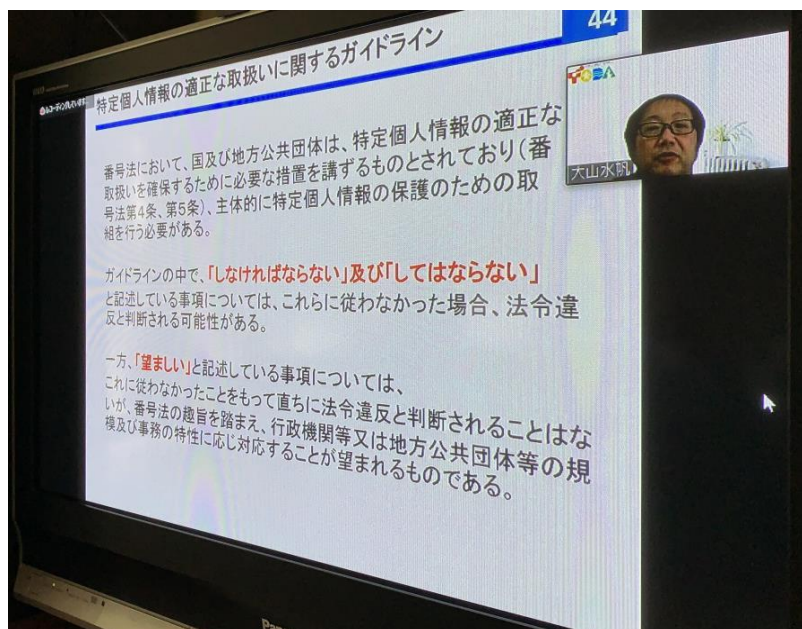 44
特定個人情報の適正な取扱いに関するガイドライン
番号法において、国及び地方公共団体は、特定個人情報の適正な
取扱いを確保するために必要な措置を講ずるものとされており（番
号法第4条、第5条）、主体的に特定個人情報の保護のための取
組を行う必要がある。
ガイドラインの中で、「しなければならない」及び「してはならない」
と記述している事項については、これらに従わなかった場合、法令違
反と判断される可能性がある。
一方、「望ましい」と記述している事項については、
これに従わなかったことをもって直ちに法令違反と判断されることはな
いが、番号法の趣旨を踏まえ、行政機関等又は地方公共団体等の規
模及び事務の特性に応じ対応することが望まれるものである。
TODA
大山水帆